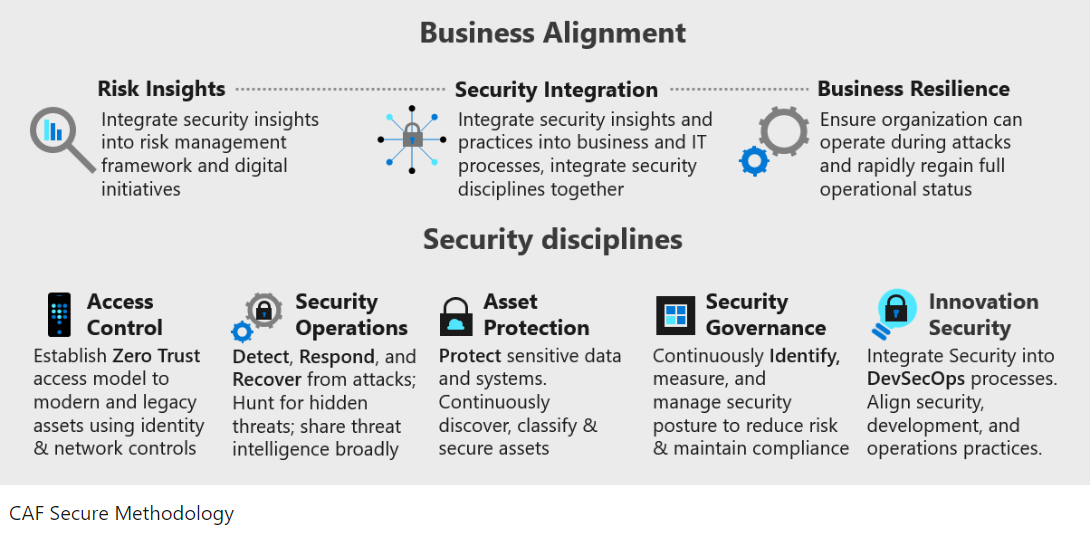 Business Alignment
Risk Insights
Integrate security insights
into risk management
framework and digital
initiatives
Security Integration
Integrate security insights and
practices into business and IT
processes, integrate security
disciplines together
Business Resilience
Ensure organization can
operate during attacks
and rapidly regain full
operational status
Security disciplines
Access
Control
Establish Zero Trust
access model to
modern and legacy
assets using identity
& network controls
Security
Operations
Detect, Respond, and
Recover from attacks;
Hunt for hidden
threats; share threat
intelligence broadly
Asset
Protection
Protect sensitive data
and systems.
Continuously
discover, classify &
secure assets
Security
Governance
Continuously Identify,
measure, and
manage security
posture to reduce risk
& maintain compliance
Innovation
Security
Integrate Security into
DevSecOps processes.
Align security,
development, and
operations practices.
CAF Secure Methodology